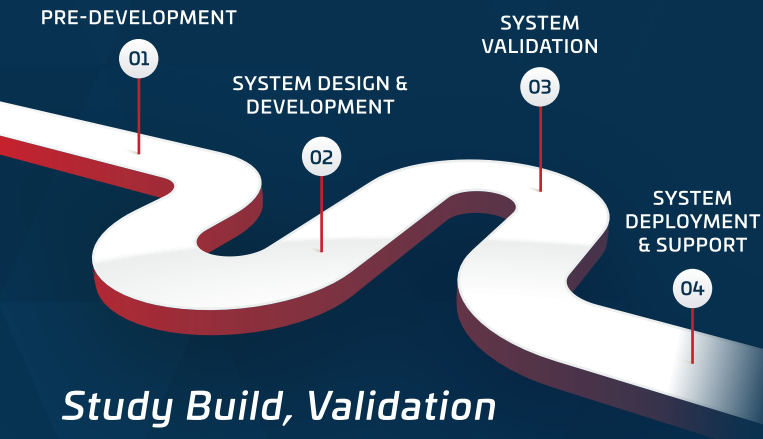 PRE-DEVELOPMENT
01
SYSTEM DESIGN &
DEVELOPMENT
02
SYSTEM
VALIDATION
03
SYSTEM
DEPLOYMENT
& SUPPORT
04
Study Build, Validation